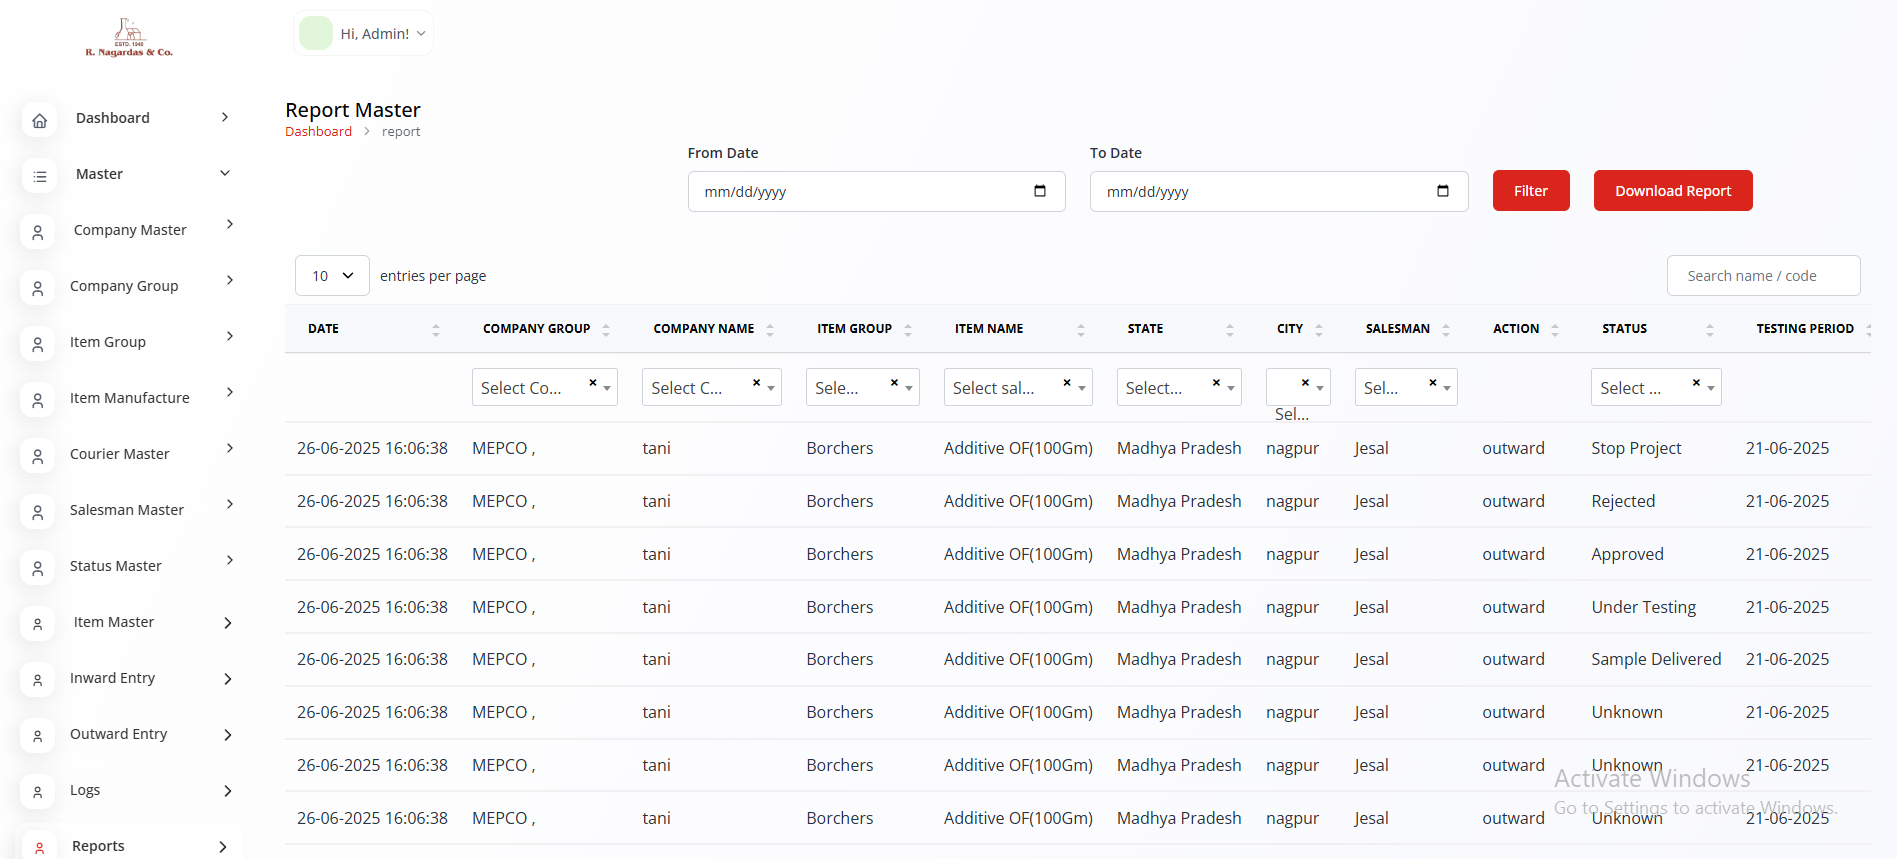 ESTD. 1948
R. Nagardas & Co.
Hi, Admin!
Dashboard
Master
Company Master
Company Group
Item Group
Item Manufacture
Courier Master
Salesman Master
Status Master
Item Master
Inward Entry
Outward Entry
Logs
Reports
Report Master
Dashboard > report
From Date To Date
mm/dd/yyyy mm/dd/yyyy Filter Download Report
10 entries per page Search name / code
DATE COMPANY GROUP COMPANY NAME ITEM GROUP ITEM NAME STATE CITY SALESMAN ACTION STATUS TESTING PERIOD
Select Co... × Select C... × Sele... × Select sal... × Select... × Sel... × Sel... × Select ... ×
26-06-2025 16:06:38 MEPCO , tani Borchers Additive OF(100Gm) Madhya Pradesh nagpur Jesal outward Stop Project 21-06-2025
26-06-2025 16:06:38 MEPCO , tani Borchers Additive OF(100Gm) Madhya Pradesh nagpur Jesal outward Rejected 21-06-2025
26-06-2025 16:06:38 MEPCO , tani Borchers Additive OF(100Gm) Madhya Pradesh nagpur Jesal outward Approved 21-06-2025
26-06-2025 16:06:38 MEPCO , tani Borchers Additive OF(100Gm) Madhya Pradesh nagpur Jesal outward Under Testing 21-06-2025
26-06-2025 16:06:38 MEPCO , tani Borchers Additive OF(100Gm) Madhya Pradesh nagpur Jesal outward Sample Delivered 21-06-2025
26-06-2025 16:06:38 MEPCO , tani Borchers Additive OF(100Gm) Madhya Pradesh nagpur Jesal outward Unknown 21-06-2025
26-06-2025 16:06:38 MEPCO , tani Borchers Additive OF(100Gm) Madhya Pradesh nagpur Jesal outward Unknown 21-06-2025
26-06-2025 16:06:38 MEPCO , tani Borchers Additive OF(100Gm) Madhya Pradesh nagpur Jesal outward Unknown 21-06-2025
Activate Windows
Go to Settings to activate Windows.